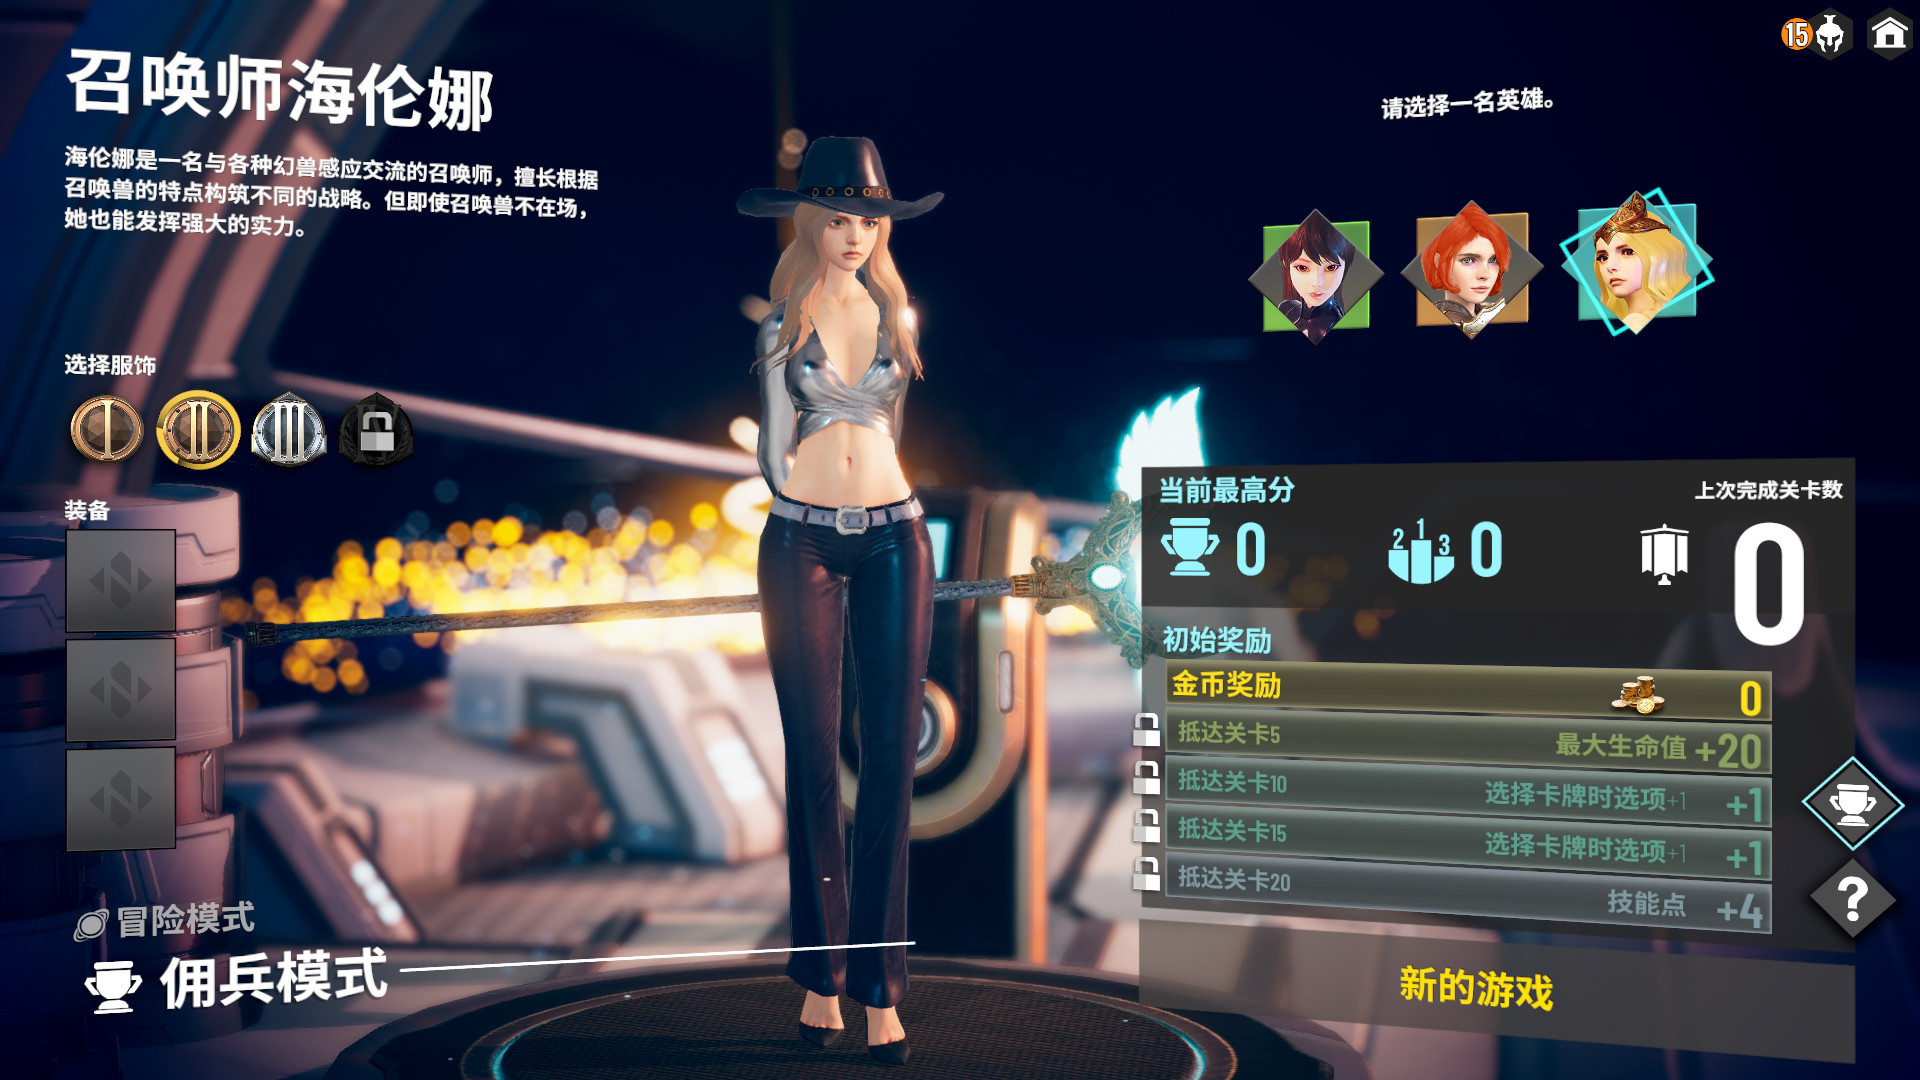 15
召唤师海伦娜
请选择一名英雄。
海伦娜是一名与各种幻兽感应交流的召唤师，擅长根据
召唤兽的特点构筑不同的战略。但即使召唤兽不在场，
她也能发挥强大的实力。
选择服饰
I II III
装备
当前最高分
上次完成关卡数
0
2 1 3 0
0
初始奖励
金币奖励 0
抵达关卡5 最大生命值 +20
抵达关卡10 选择卡牌时选项+1 +1
抵达关卡15 选择卡牌时选项+1 +1
抵达关卡20 技能点 +4
?
冒险模式
佣兵模式
新的游戏